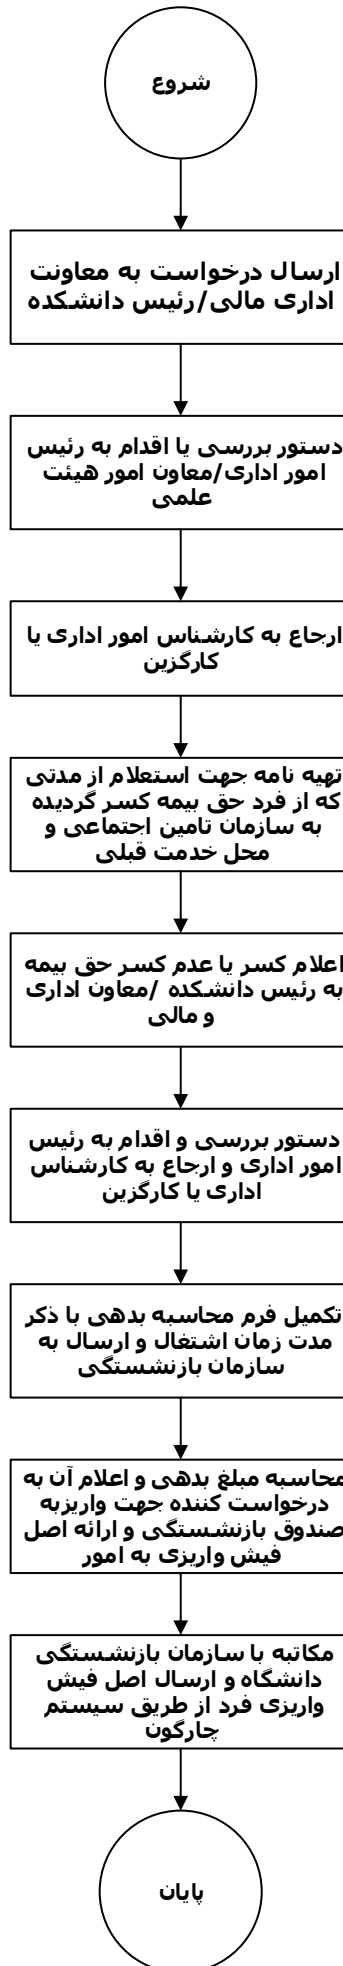 شروع
ارسال درخواست به معاونت
اداری مالی/رئیس دانشکده
دستور بررسی یا اقدام به رئیس
امور اداری/معاون امور هیئت
علمی
ارجاع به کارشناس امور اداری یا
کارگزین
تهیه نامه جهت استعلام از مدتی
که از فرد حق بیمه کسر گردیده
به سازمان تامین اجتماعی و
محل خدمت قبلی
اعلام کسر یا عدم کسر حق بیمه
به رئیس دانشکده /معاون اداری
و مالی
دستور بررسی و اقدام به رئیس
امور اداری و ارجاع به کارشناس
اداری یا کارگزین
تکمیل فرم محاسبه بدهی با ذکر
مدت زمان اشتغال و ارسال به
سازمان بازنشستگی
محاسبه مبلغ بدهی و اعلام آن به
درخواست کننده جهت واریزبه
صندوق بازنشستگی و ارائه اصل
فیش واریزی به امور
مکاتبه با سازمان بازنشستگی
دانشگاه و ارسال اصل فیش
واریزی فرد از طریق سیستم
چارگون
پایان